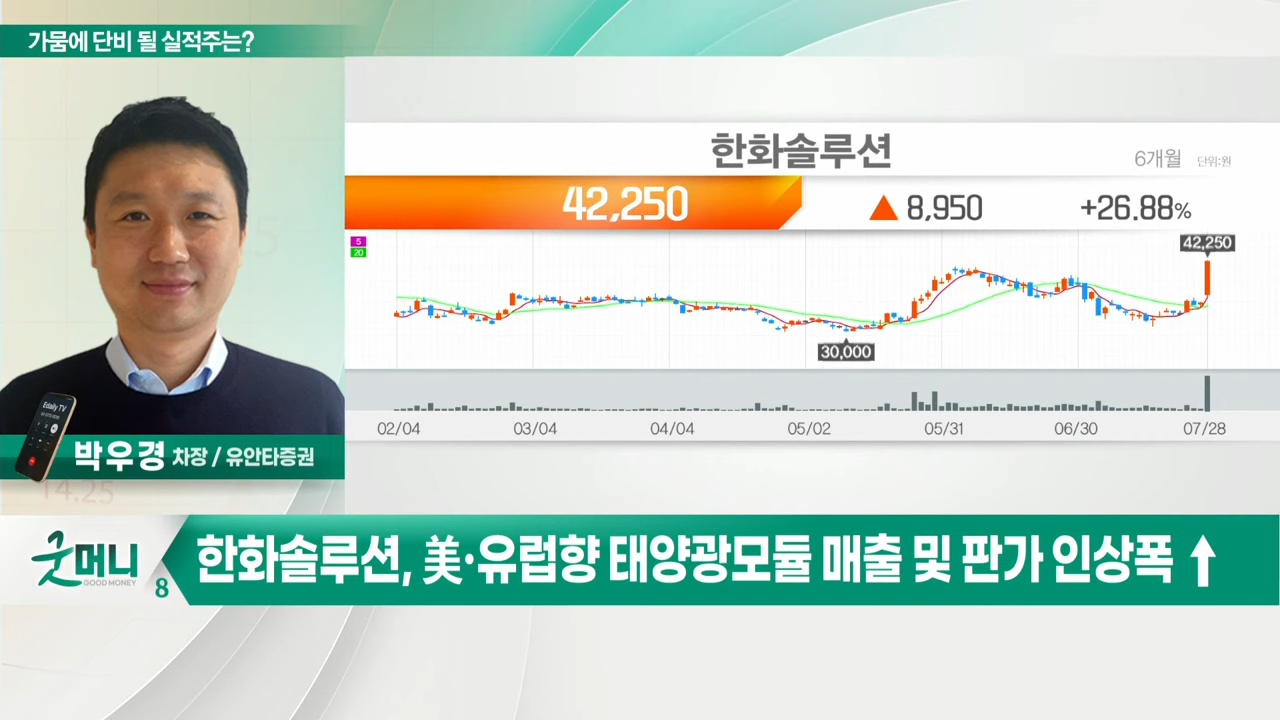 가뭄에 단비 될 실적주는?
한화솔루션
6개월 단위:원
42,250 ▲ 8,950 +26.88%
5
20
42,250
30,000
02/04 03/04 04/04 05/02 05/31 06/30 07/28
Edaily TV
박우경 차장 / 유안타증권
14.25
굿머니
GOOD MONEY
8
한화솔루션, 美·유럽향 태양광모듈 매출 및 판가 인상폭 ↑